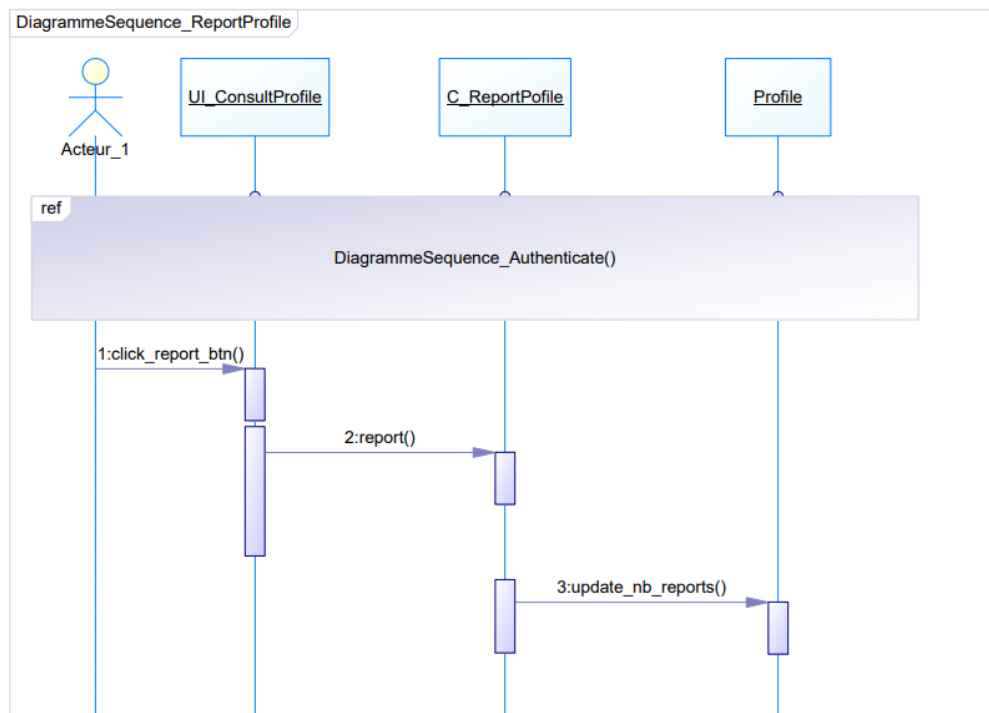 DiagrammeSequence_ReportProfile
UI_ConsultProfile
C_ReportPofile
Profile
Acteur_1
ref
DiagrammeSequence_Authenticate()
1:click_report_btn()
2:report()
3:update_nb_reports()